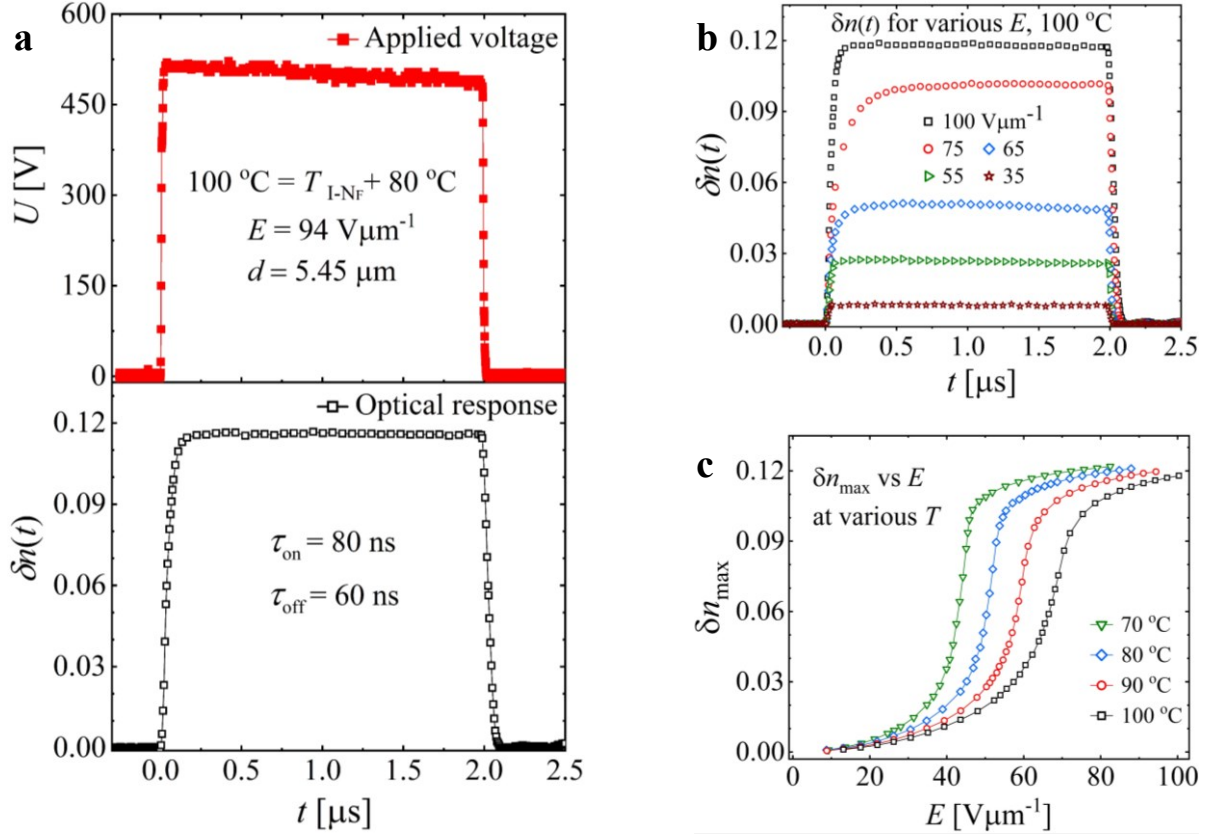 a
Applied voltage
600
450
300
150
0
U [V]
100 °C = T I-NF + 80 °C
E = 94 Vμm-1
d = 5.45 μm
Optical response
0.12
0.09
0.06
0.03
0.00
δn(t)
τon = 80 ns
τoff = 60 ns
0.0 0.5 1.0 1.5 2.0 2.5
t [μs]
b
δn(t) for various E, 100 °C
0.12
0.09
0.06
0.03
0.00
δn(t)
100 Vμm-1
75 65
55 35
0.0 0.5 1.0 1.5 2.0 2.5
t [μs]
c
δnmax vs E
at various T
0.12
0.09
0.06
0.03
0.00
δnmax
70 °C
80 °C
90 °C
100 °C
0 20 40 60 80 100
E [Vμm-1]